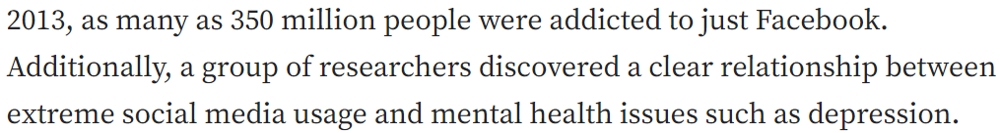 2013, as many as 350 million people were addicted to just Facebook.
Additionally, a group of researchers discovered a clear relationship between
extreme social media usage and mental health issues such as depression.